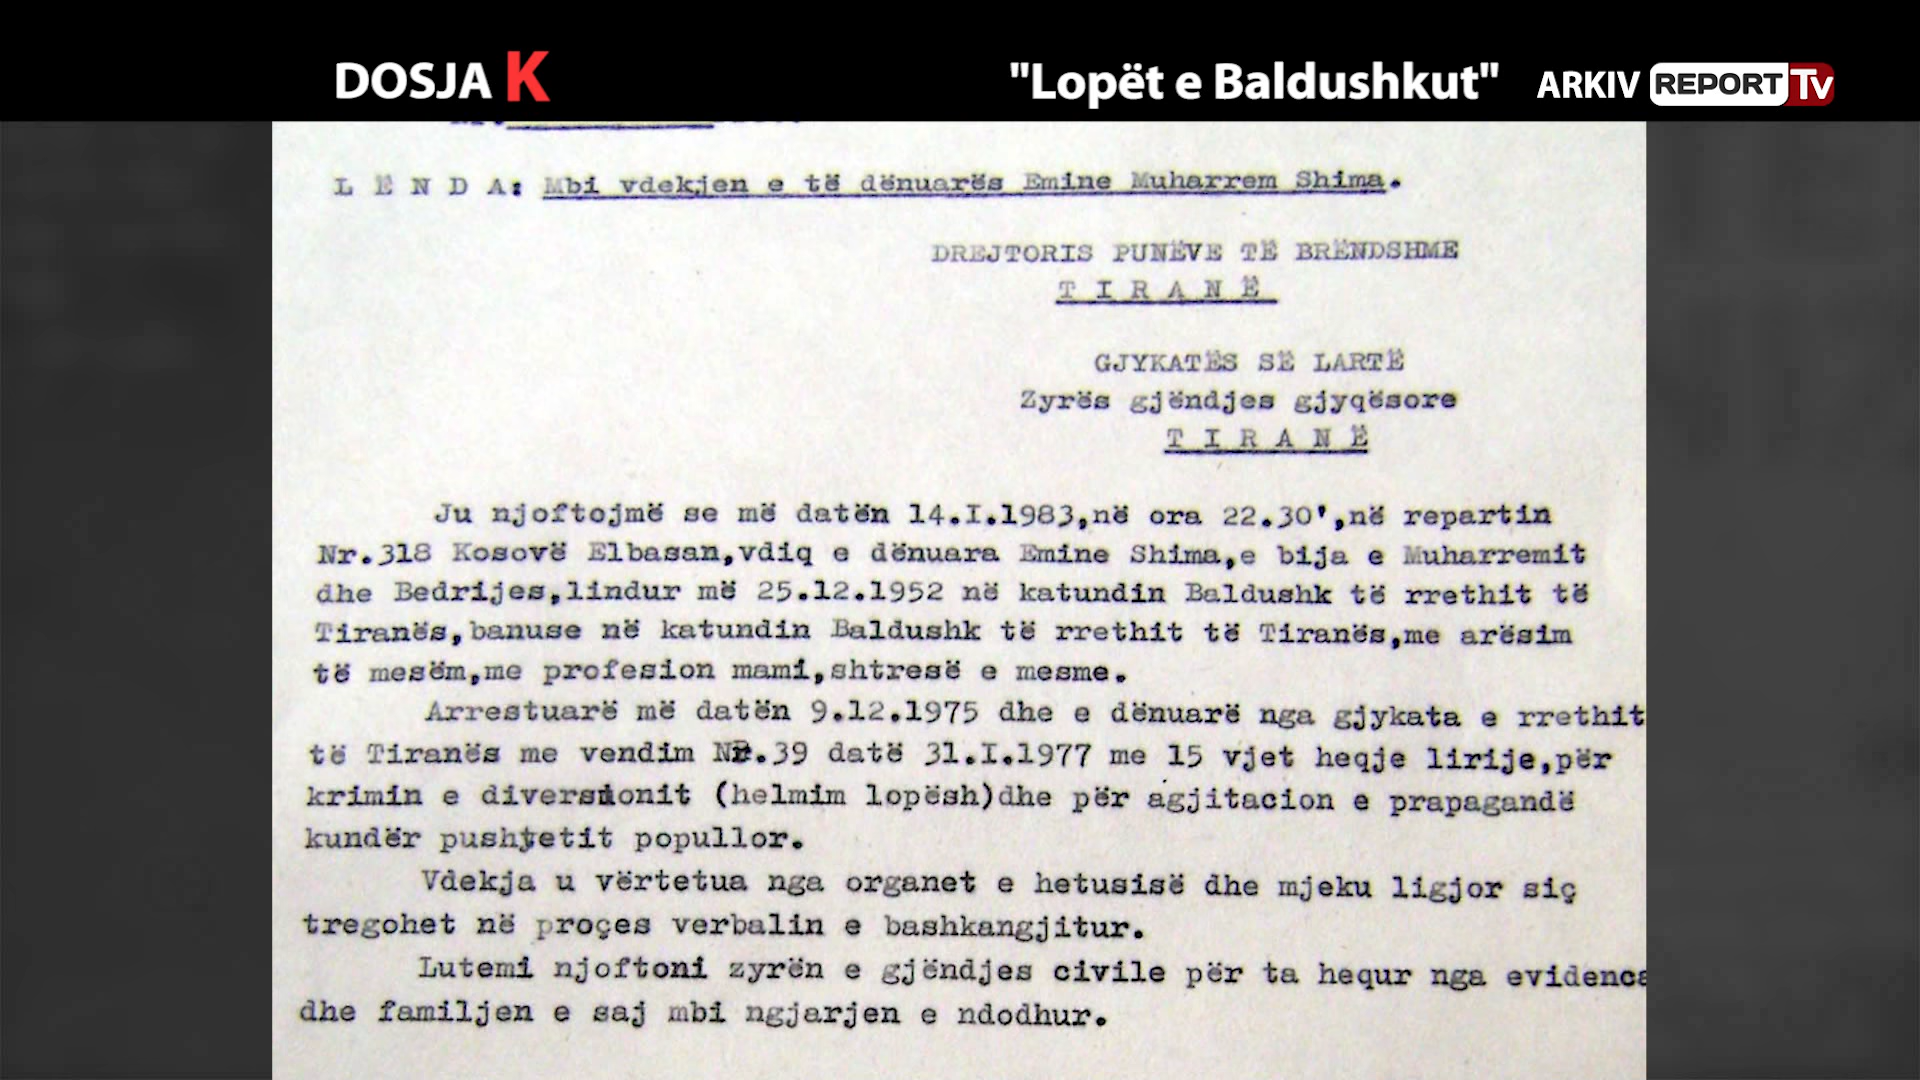 DOSJA K
"Lopët e Baldushkut"
ARKIV REPORT Tv
L Ë N D A: Mbi vdekjen e të dënuarës Emine Muharrem Shima.
DREJTORIS PUNËVE TË BRËNDSHME
T I R A N Ë
GJYKATËS SË LARTË
Zyrës gjëndjes gjyqësore
T I R A N Ë
Ju njoftojmë se më datën 14.I.1983,në ora 22.30',në repartin
Nr.318 Kosovë Elbasan,vdiq e dënuara Emine Shima,e bija e Muharremit
dhe Bedrijes,lindur më 25.12.1952 në katundin Baldushk të rrethit të
Tiranës,banuse në katundin Baldushk të rrethit të Tiranës,me arësim
të mesëm,me profesion mami,shtresë e mesme.
Arrestuarë më datën 9.12.1975 dhe e dënuarë nga gjykata e rrethit
të Tiranës me vendim NR.39 datë 31.I.1977 me 15 vjet heqje lirije,për
krimin e diversionit (helmim lopësh)dhe për agjitacion e prapagandë
kundër pushtetit popullor.
Vdekja u vërtetua nga organet e hetusisë dhe mjeku ligjor siç
tregohet në proçes verbalin e bashkangjitur.
Lutemi njoftoni zyrën e gjëndjes civile për ta hequr nga evidenca
dhe familjen e saj mbi ngjarjen e ndodhur.